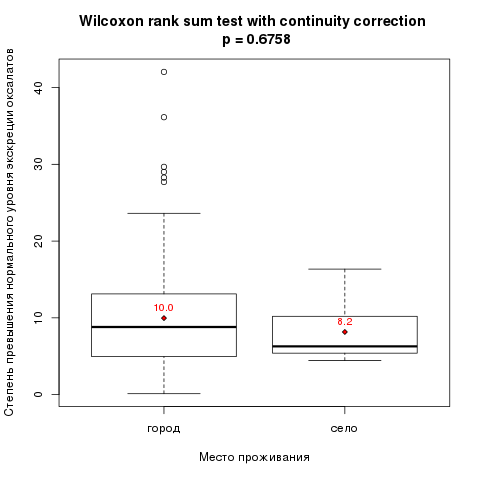 Wilcoxon rank sum test with continuity correction
p = 0.6758
Степень превышения нормального уровня экскреции оксалатов
40
30
20
10
0
10.0
8.2
город
село
Место проживания